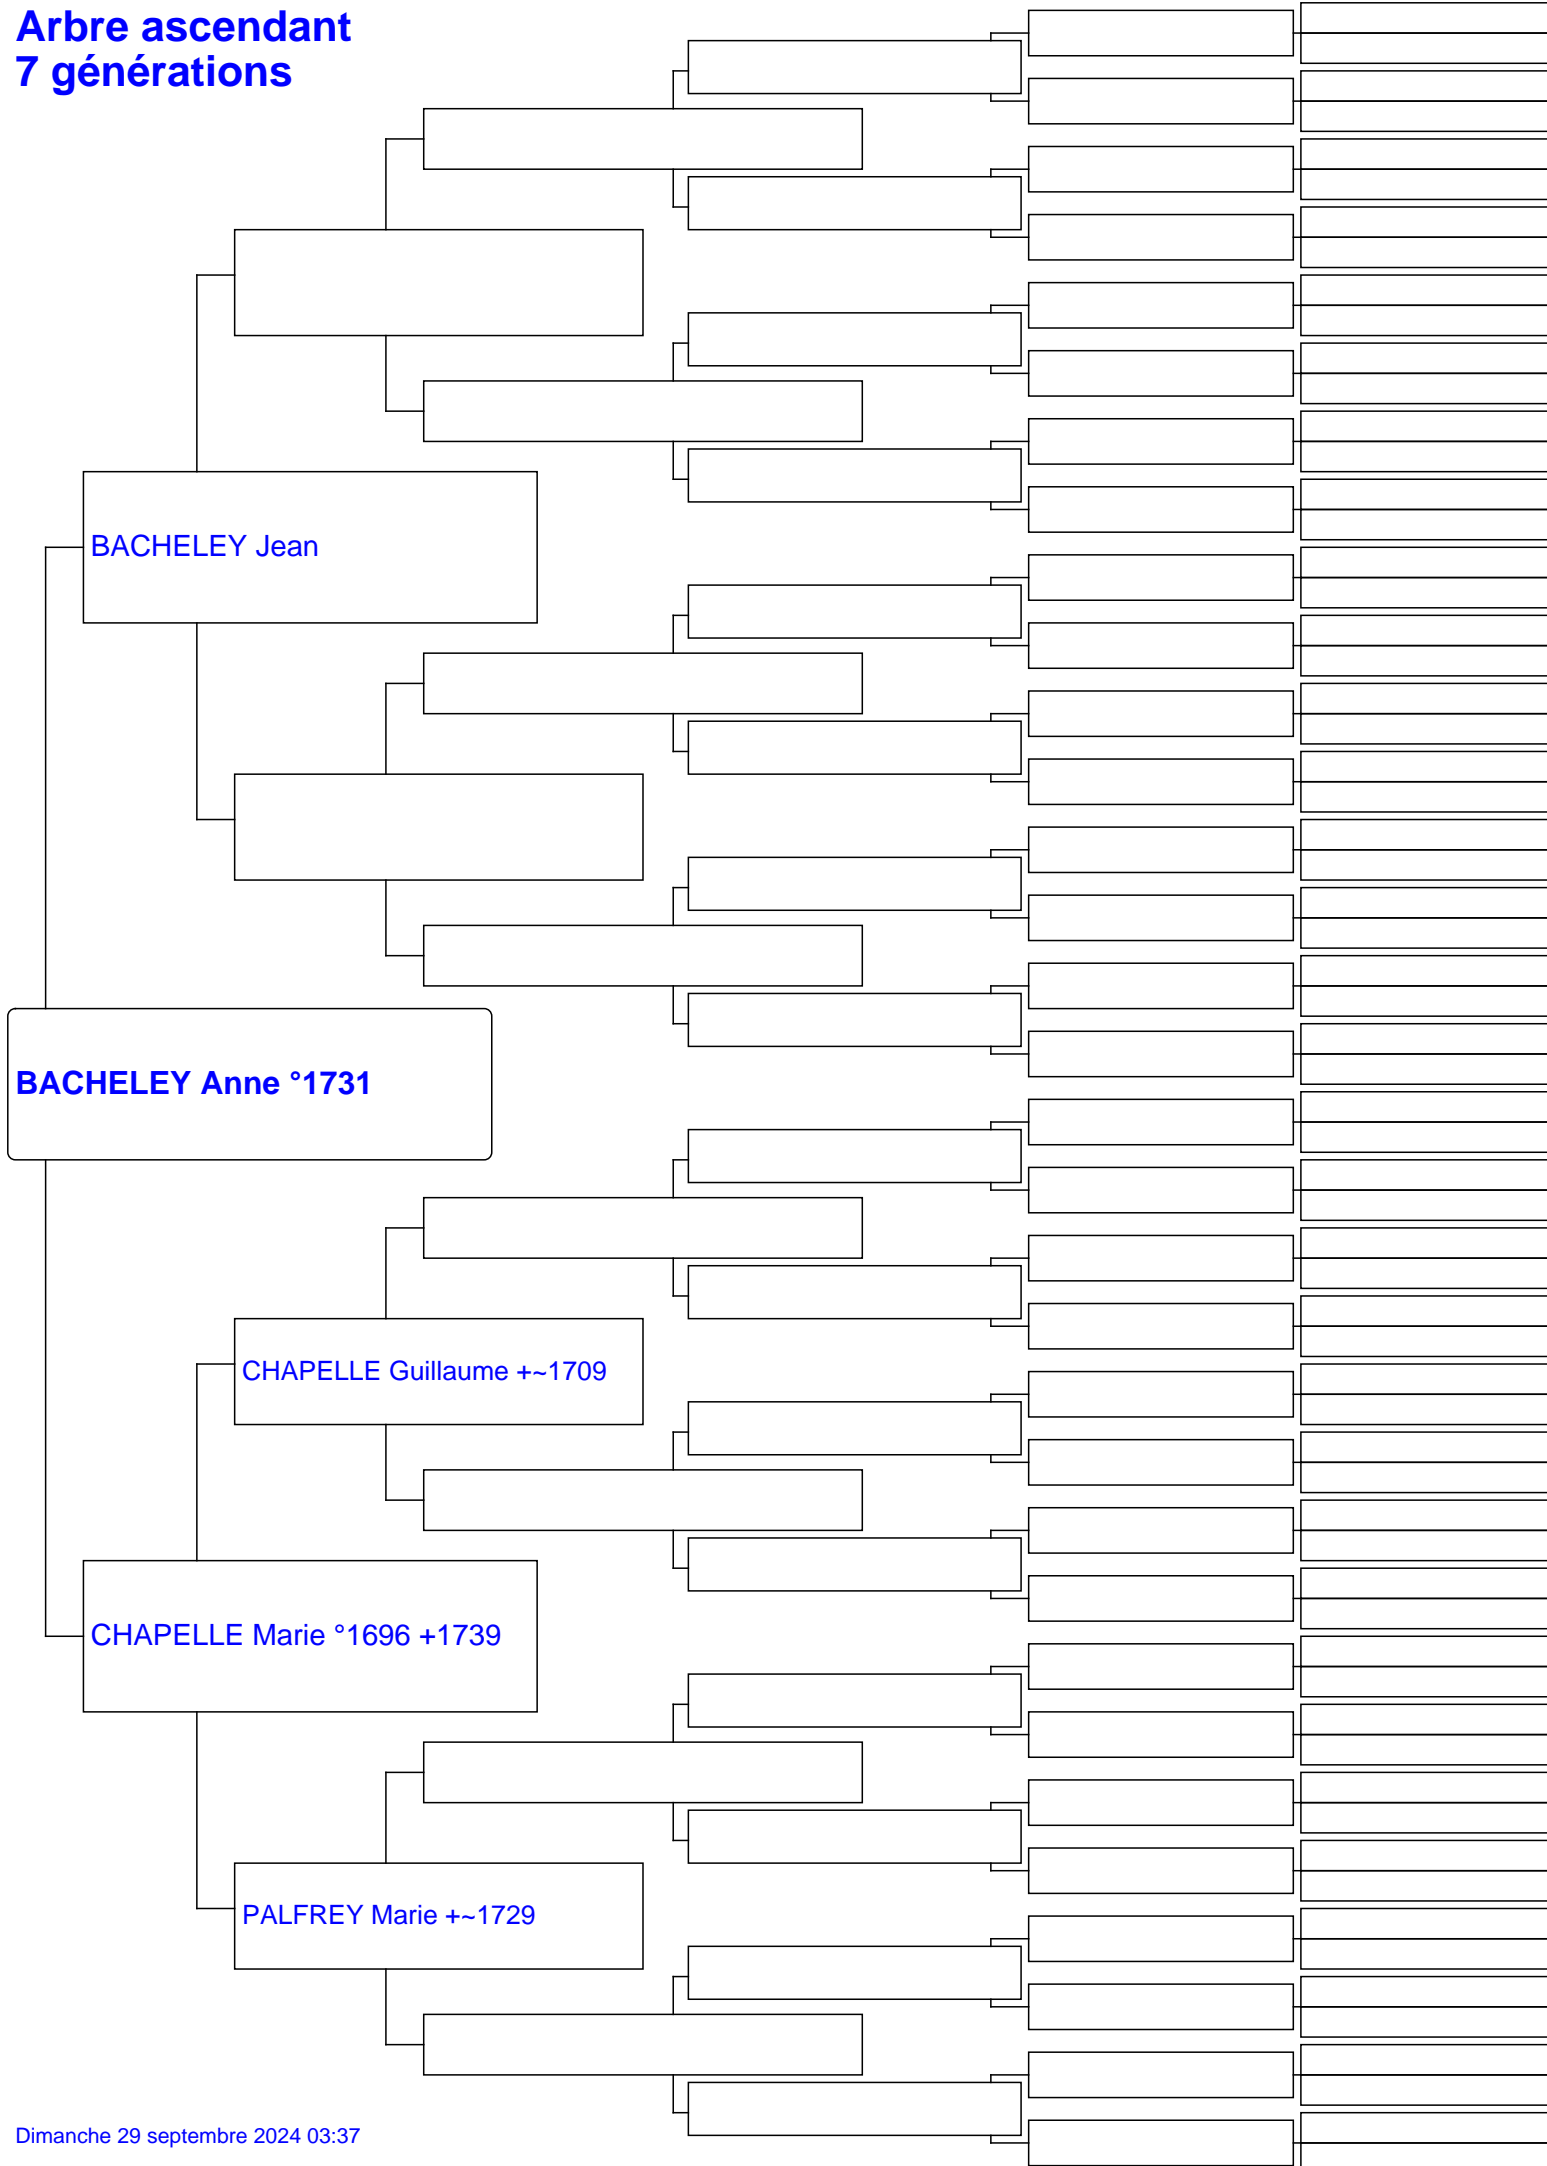 Arbre ascendant
7 générations
BACHELEY Jean
BACHELEY Anne °1731
CHAPELLE Guillaume +~1709
CHAPELLE Marie °1696 +1739
PALFREY Marie +~1729
Dimanche 29 septembre 2024 03:37